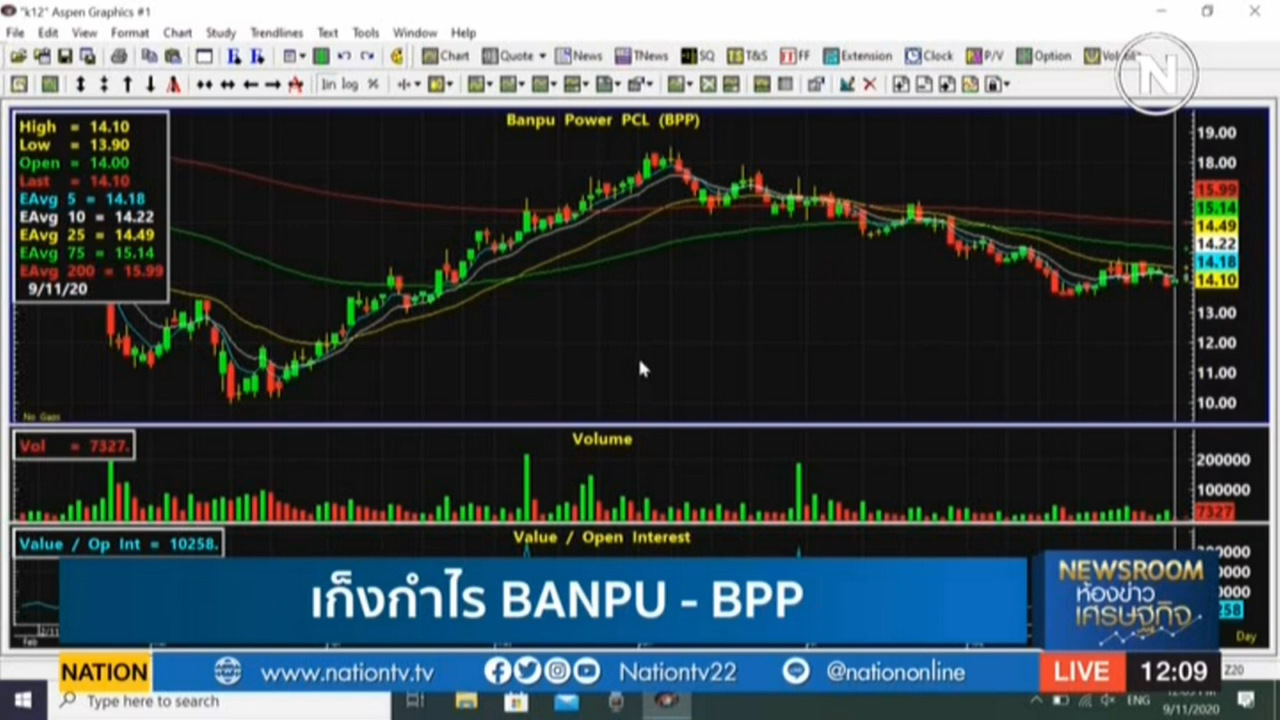 "k12" Aspen Graphics #1
File Edit View Format Chart Study Trendlines Text Tools Window Help
Chart Quote News TNews SQ T&S FF Extension Clock P/V Option
lin log %
N
Banpu Power PCL (BPP)
High = 14.10
Low = 13.90
Open = 14.00
Last = 14.10
EAvg 5 = 14.18
EAvg 10 = 14.22
EAvg 25 = 14.49
EAvg 75 = 15.14
EAvg 200 = 15.99
9/11/20
19.00
18.00
15.99
15.14
14.49
14.22
14.18
14.10
13.00
12.00
11.00
10.00
No Gaps
Vol = 7327.
Volume
200000
100000
7327
Value / Op Int = 10258.
Value / Open Interest
เก็งกำไร BANPU - BPP
NEWSROOM
ห้องข่าว
เศรษฐกิจ
Day
Feb
NATION www.nationtv.tv Nationtv22 @nationonline LIVE 12:09
Z20
Type here to search
ENG
9/11/2020